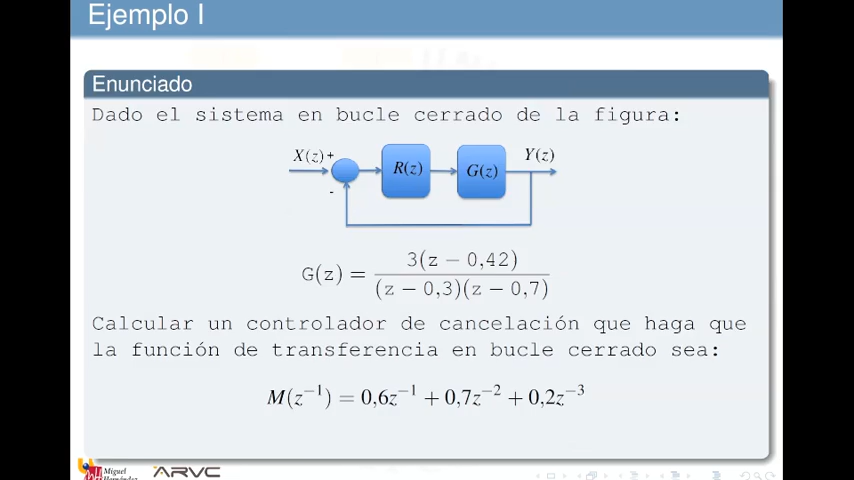 Ejemplo I
Enunciado
Dado el sistema en bucle cerrado de la figura:
X(z) + R(z) G(z) Y(z)
-
G(z) = 3(z − 0,42) / (z − 0,3)(z − 0,7)
Calcular un controlador de cancelación que haga que
la función de transferencia en bucle cerrado sea:
M(z⁻¹) = 0,6z⁻¹ + 0,7z⁻² + 0,2z⁻³
Miguel
Hernández
ARVC